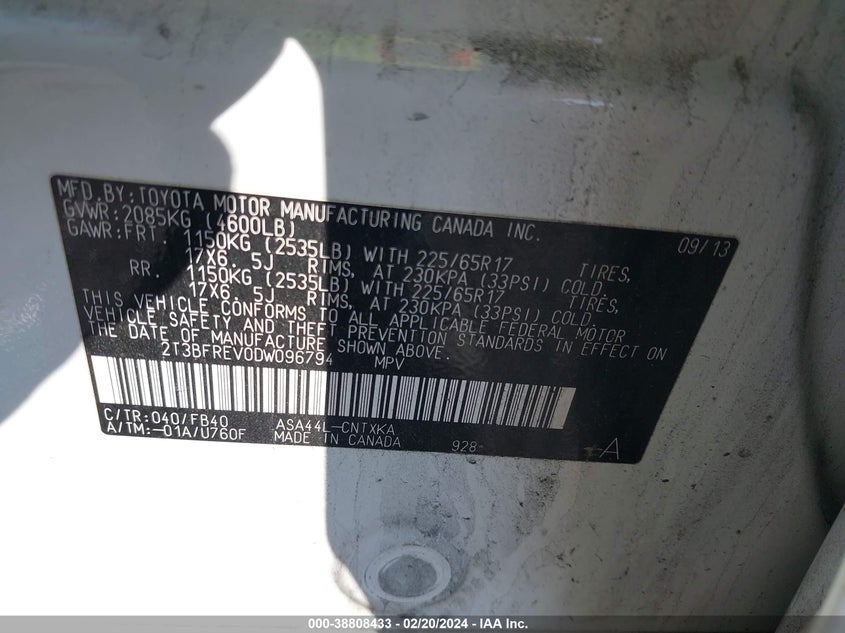 MFD. BY: TOYOTA MOTOR MANUFACTURING CANADA INC.
GVWR: 2085KG (4600LB) 09/13
GAWR: FRT. 1150KG (2535LB) WITH 225/65R17 TIRES,
17X6. 5J RIMS, AT 230KPA (33PSI) COLD,
RR. 1150KG (2535LB) WITH 225/65R17 TIRES,
17X6. 5J RIMS, AT 230KPA (33PSI) COLD.
THIS VEHICLE CONFORMS TO ALL APPLICABLE FEDERAL MOTOR
VEHICLE SAFETY AND THEFT PREVENTION STANDARDS IN EFFECT ON
THE DATE OF MANUFACTURE SHOWN ABOVE.
2T3BFREV0DW096794 MPV
C/TR: 040/FB40 ASA44L-CNTXKA
A/TM: -01A/U760F MADE IN CANADA 928- -A
000-38808433 - 02/20/2024 - IAA Inc.